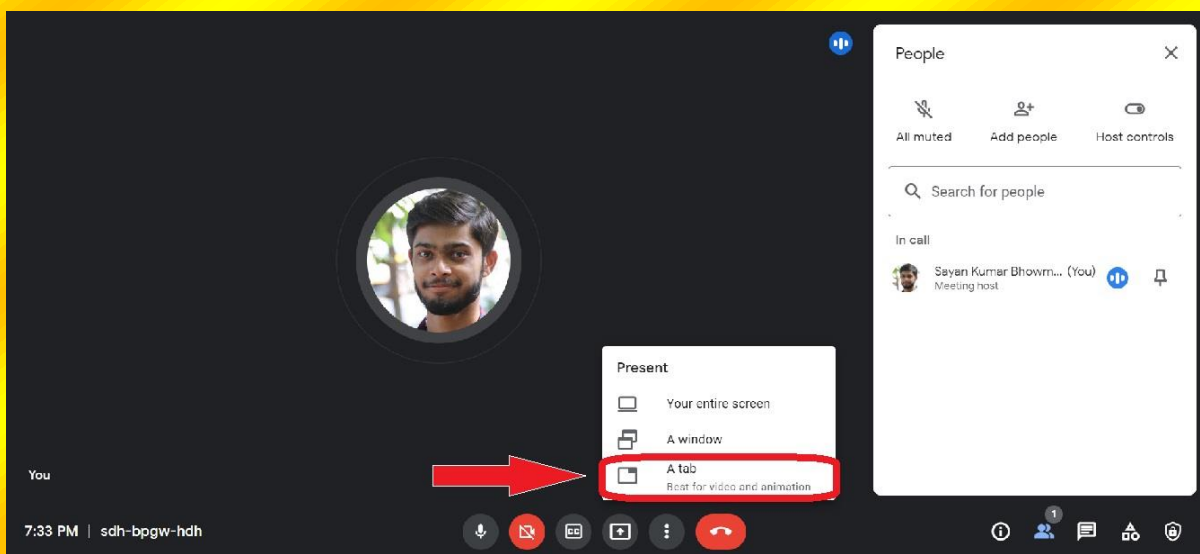 People
All muted
Add people
Host controls
Search for people
In call
Sayan Kumar Bhowm... (You)
Meeting host
Present
Your entire screen
A window
A tab
Best for video and animation
You
7:33 PM | sdh-bpgw-hdh
CC
1